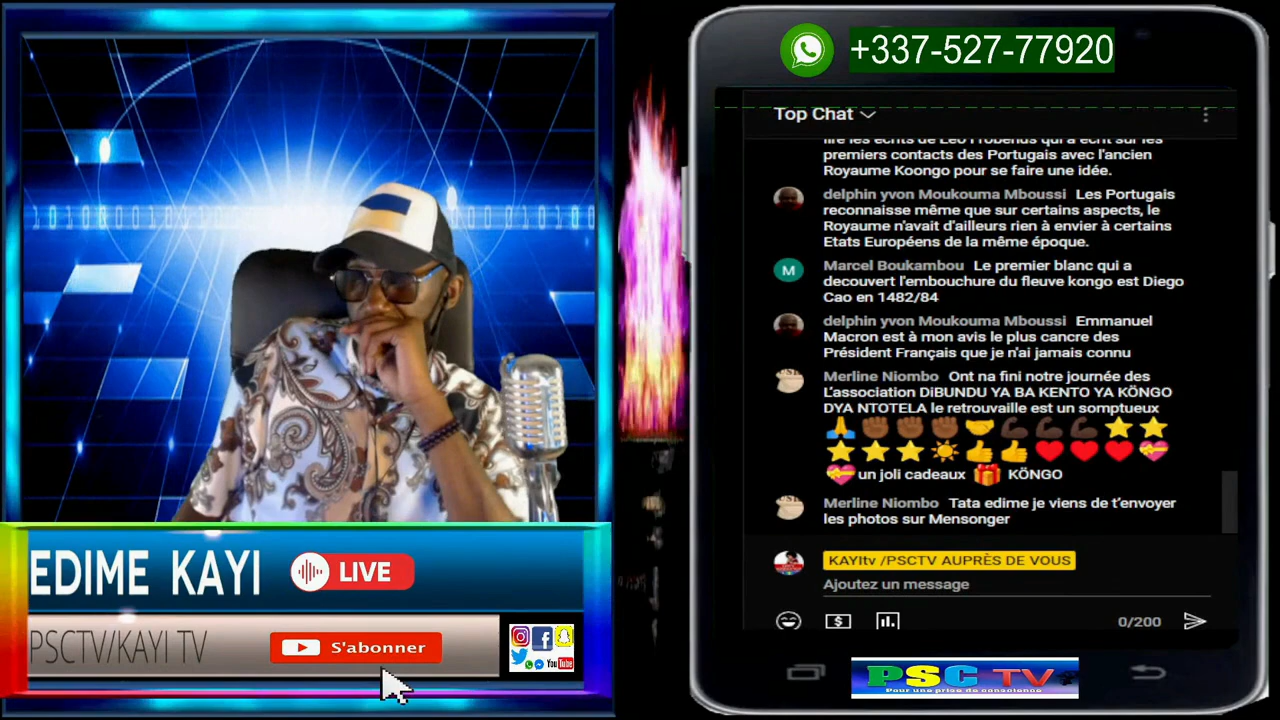 +337-527-77920
Top Chat
premiers contacts des Portugais avec l'ancien
Royaume Koongo pour se faire une idée.
delphin yvon Moukouma Mboussi Les Portugais
reconnaisse même que sur certains aspects, le
Royaume n'avait d'ailleurs rien à envier à certains
Etats Européens de la même époque.
M
Marcel Boukambou Le premier blanc qui a
decouvert l'embouchure du fleuve kongo est Diego
Cao en 1482/84
delphin yvon Moukouma Mboussi Emmanuel
Macron est à mon avis le plus cancre des
Président Français que je n'ai jamais connu
Merline Niombo Ont na fini notre journée des
L'association DiBUNDU YA BA KENTO YA KÖNGO
DYA NTOTELA le retrouvaille est un somptueux
🙏✊🏿✊🏿✊🏿🤝💪🏿💪🏿💪🏿⭐⭐
⭐⭐⭐☀️👍👍❤️❤️❤️💝
💝 un joli cadeaux 🎁 KÖNGO
Merline Niombo Tata edime je viens de t'envoyer
les photos sur Mensonger
KAYItv /PSCTV AUPRÈS DE VOUS
Ajoutez un message
0/200
EDIME KAYI
LIVE
PSCTV/KAYI TV
S'abonner
You Tube
PSC TV
Pour une prise de conscience